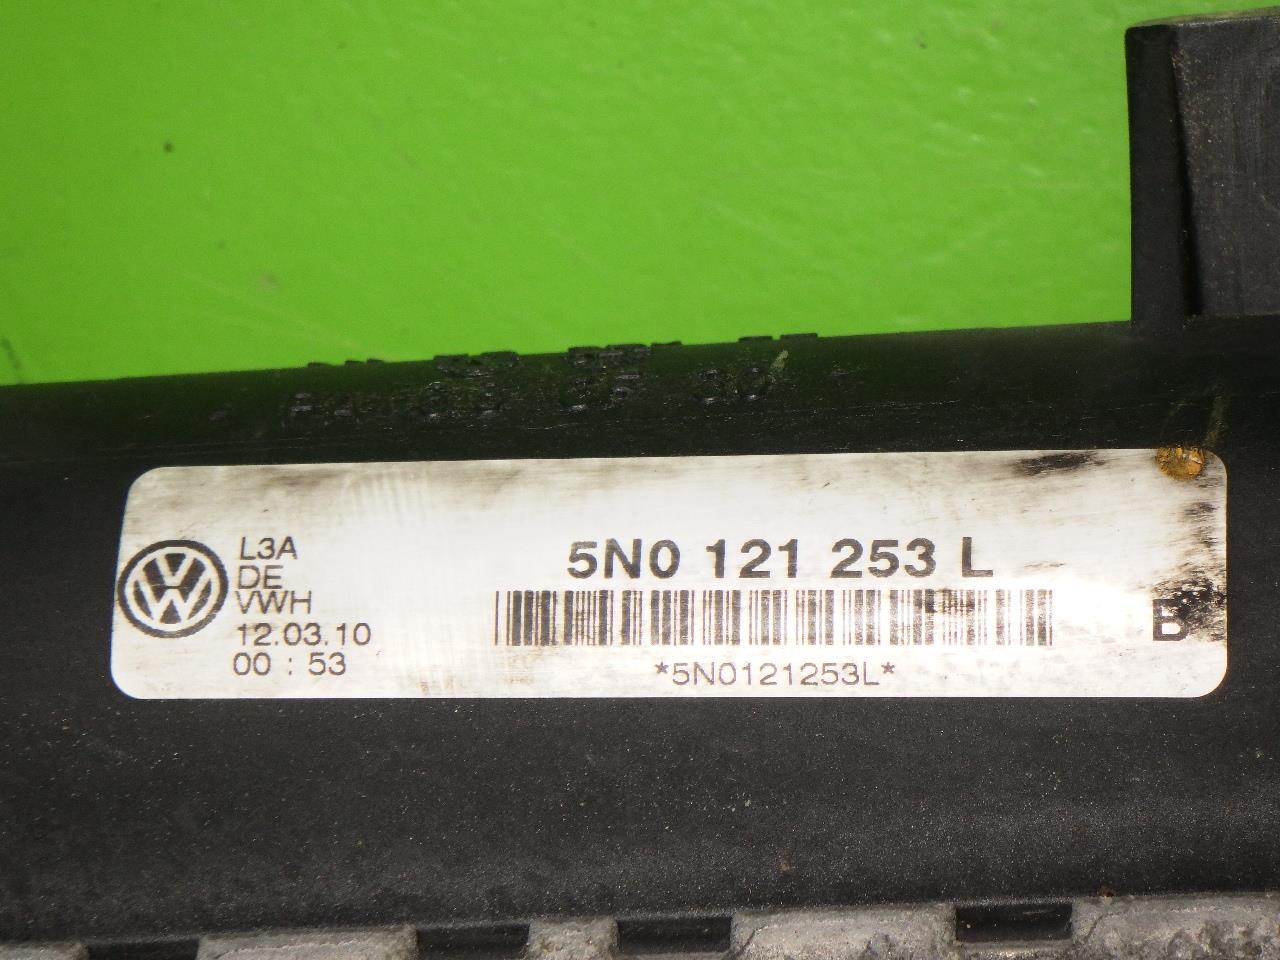 L3A
DE
VWH
12.03.10
00 : 53
5N0 121 253 L
*5N0121253L*
B